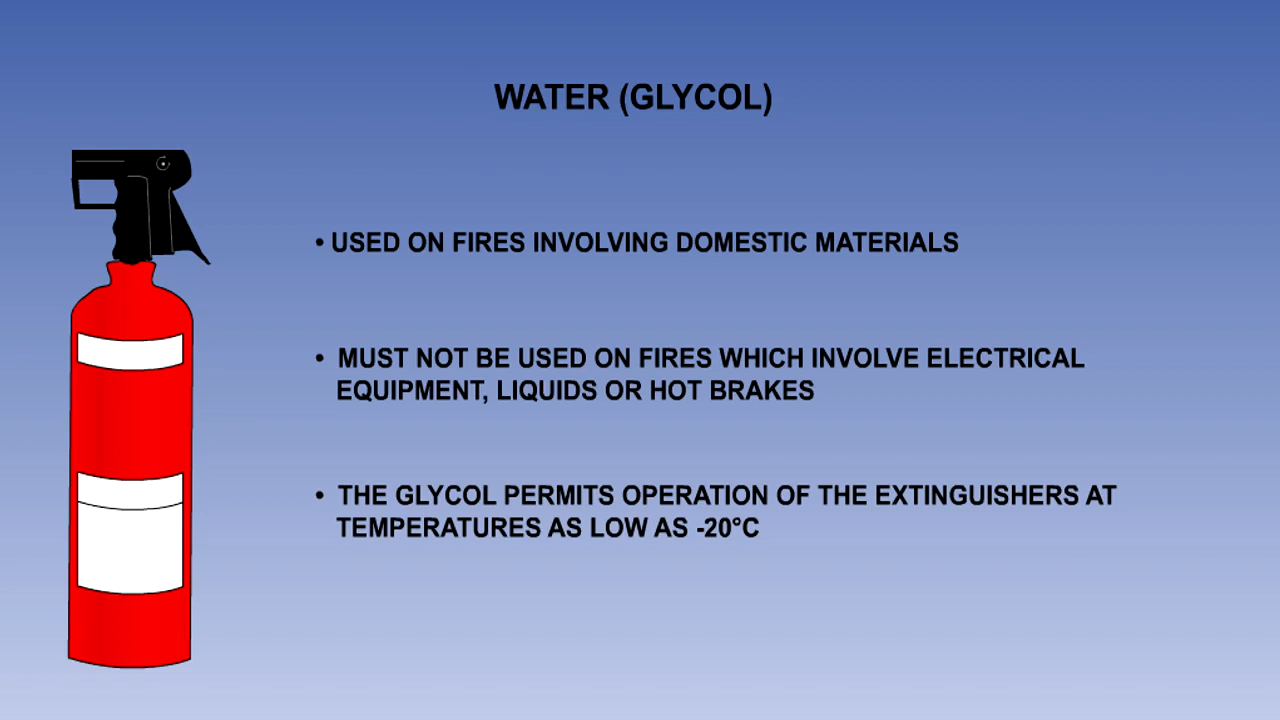 WATER (GLYCOL)
• USED ON FIRES INVOLVING DOMESTIC MATERIALS
• MUST NOT BE USED ON FIRES WHICH INVOLVE ELECTRICAL
EQUIPMENT, LIQUIDS OR HOT BRAKES
• THE GLYCOL PERMITS OPERATION OF THE EXTINGUISHERS AT
TEMPERATURES AS LOW AS -20°C